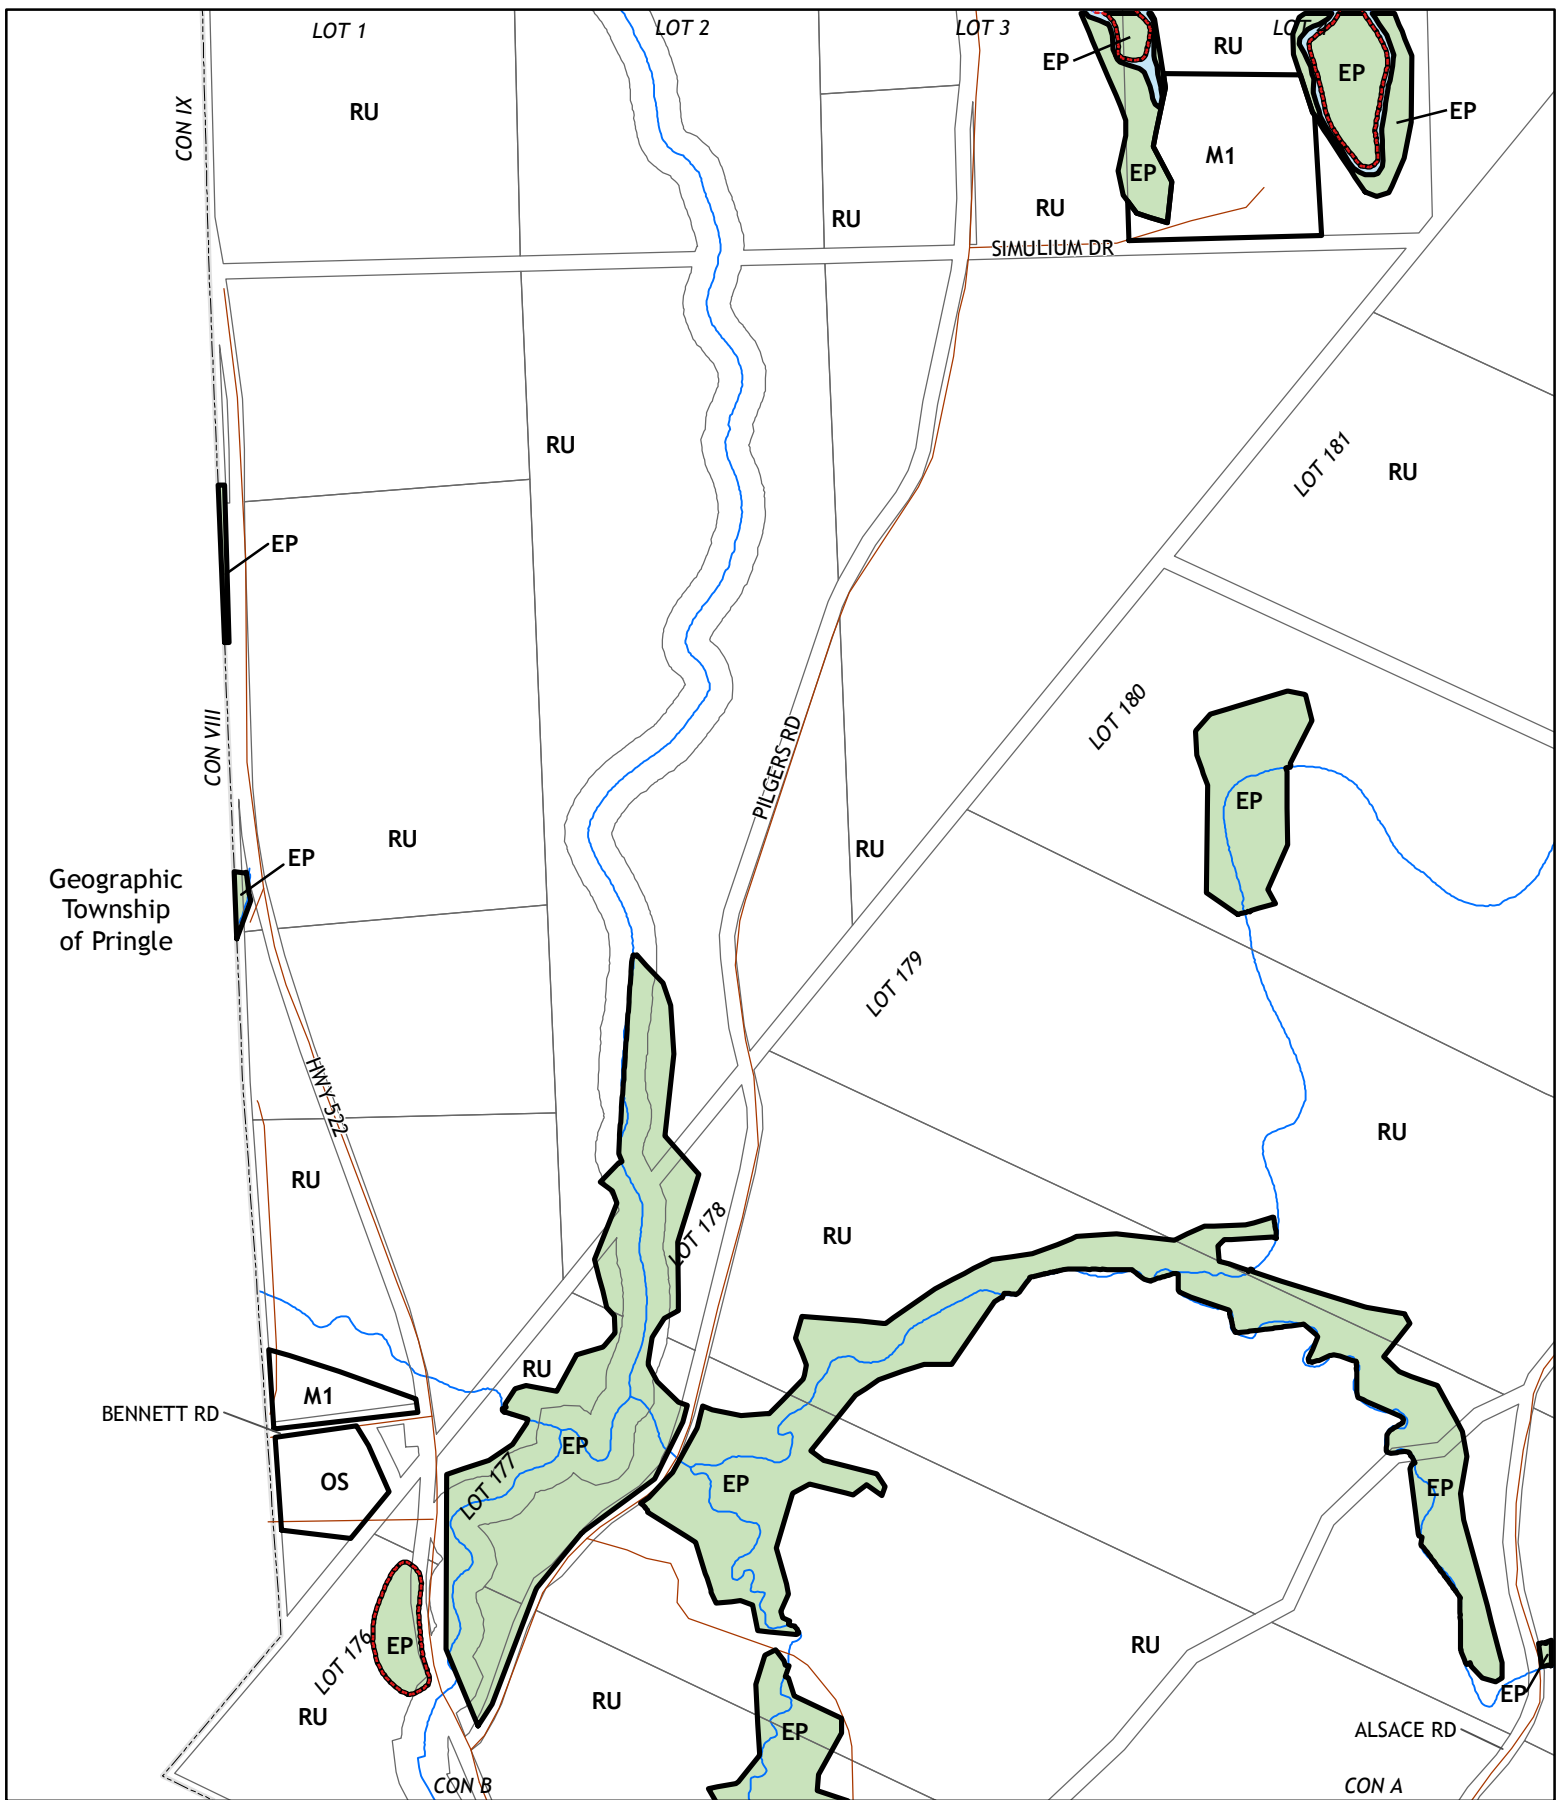 LOT 1
LOT 2
LOT 3
LOT
RU
EP
EP
RU
EP
CON IX
M1
EP
RU
RU
SIMULIUM DR
RU
LOT 181
RU
EP
LOT 180
CON VIII
PILGERS RD
EP
RU
RU
EP
Geographic
Township
of Pringle
LOT 179
HWY 522
RU
RU
LOT 178
RU
RU
M1
BENNETT RD
EP
OS
LOT 177
EP
EP
LOT 176
EP
RU
EP
RU
RU
EP
ALSACE RD
CON B
CON A